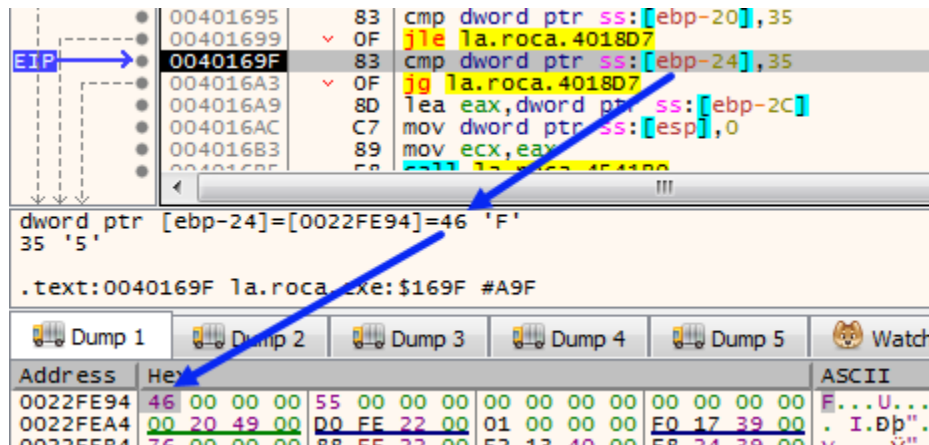 00401695 83 cmp dword ptr ss:[ebp-20],35
00401699 0F jle la.roca.4018D7
EIP 0040169F 83 cmp dword ptr ss:[ebp-24],35
004016A3 0F jg la.roca.4018D7
004016A9 8D lea eax,dword ptr ss:[ebp-2C]
004016AC C7 mov dword ptr ss:[esp],0
004016B3 89 mov ecx,eax
dword ptr [ebp-24]=[0022FE94]=46 'F'
35 '5'
.text:0040169F la.roca.exe:$169F #A9F
Dump 1 Dump 2 Dump 3 Dump 4 Dump 5 Watch
Address Hex ASCII
0022FE94 46 00 00 00 55 00 00 00 00 00 00 00 00 00 00 00 F...U...
0022FEA4 00 20 49 00 D0 FE 22 00 01 00 00 00 F0 17 39 00 . I.Ðþ".